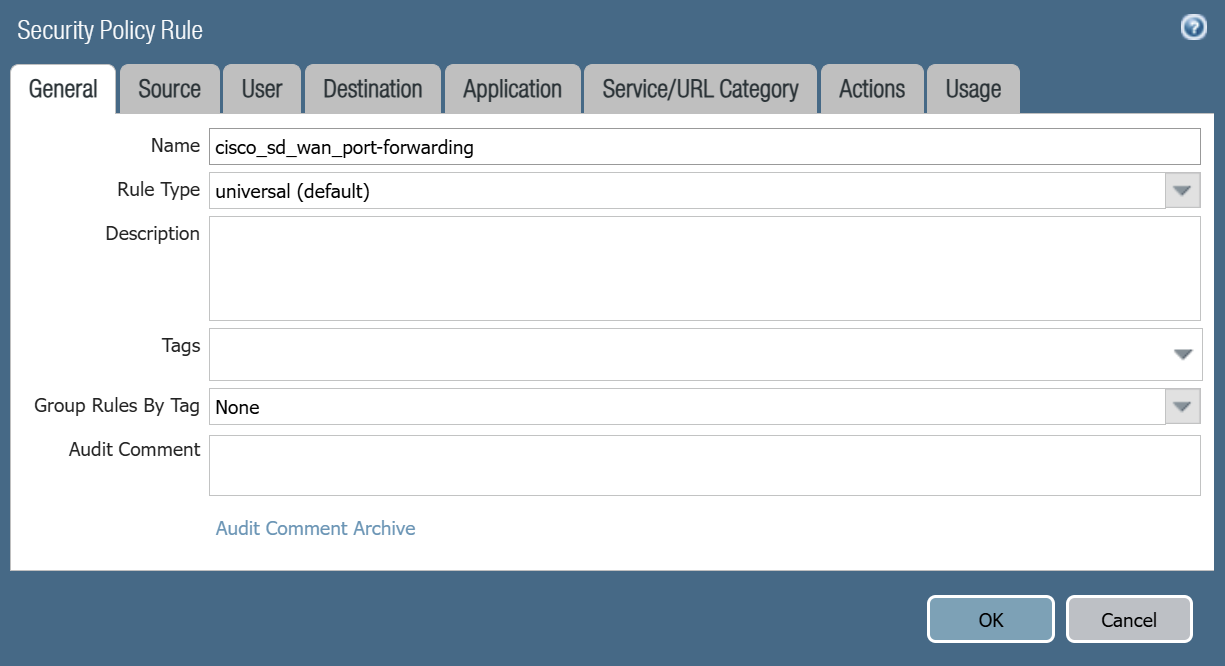 Security Policy Rule
?
General Source User Destination Application Service/URL Category Actions Usage
Name cisco_sd_wan_port-forwarding
Rule Type universal (default)
Description
Tags
Group Rules By Tag None
Audit Comment
Audit Comment Archive
OK Cancel